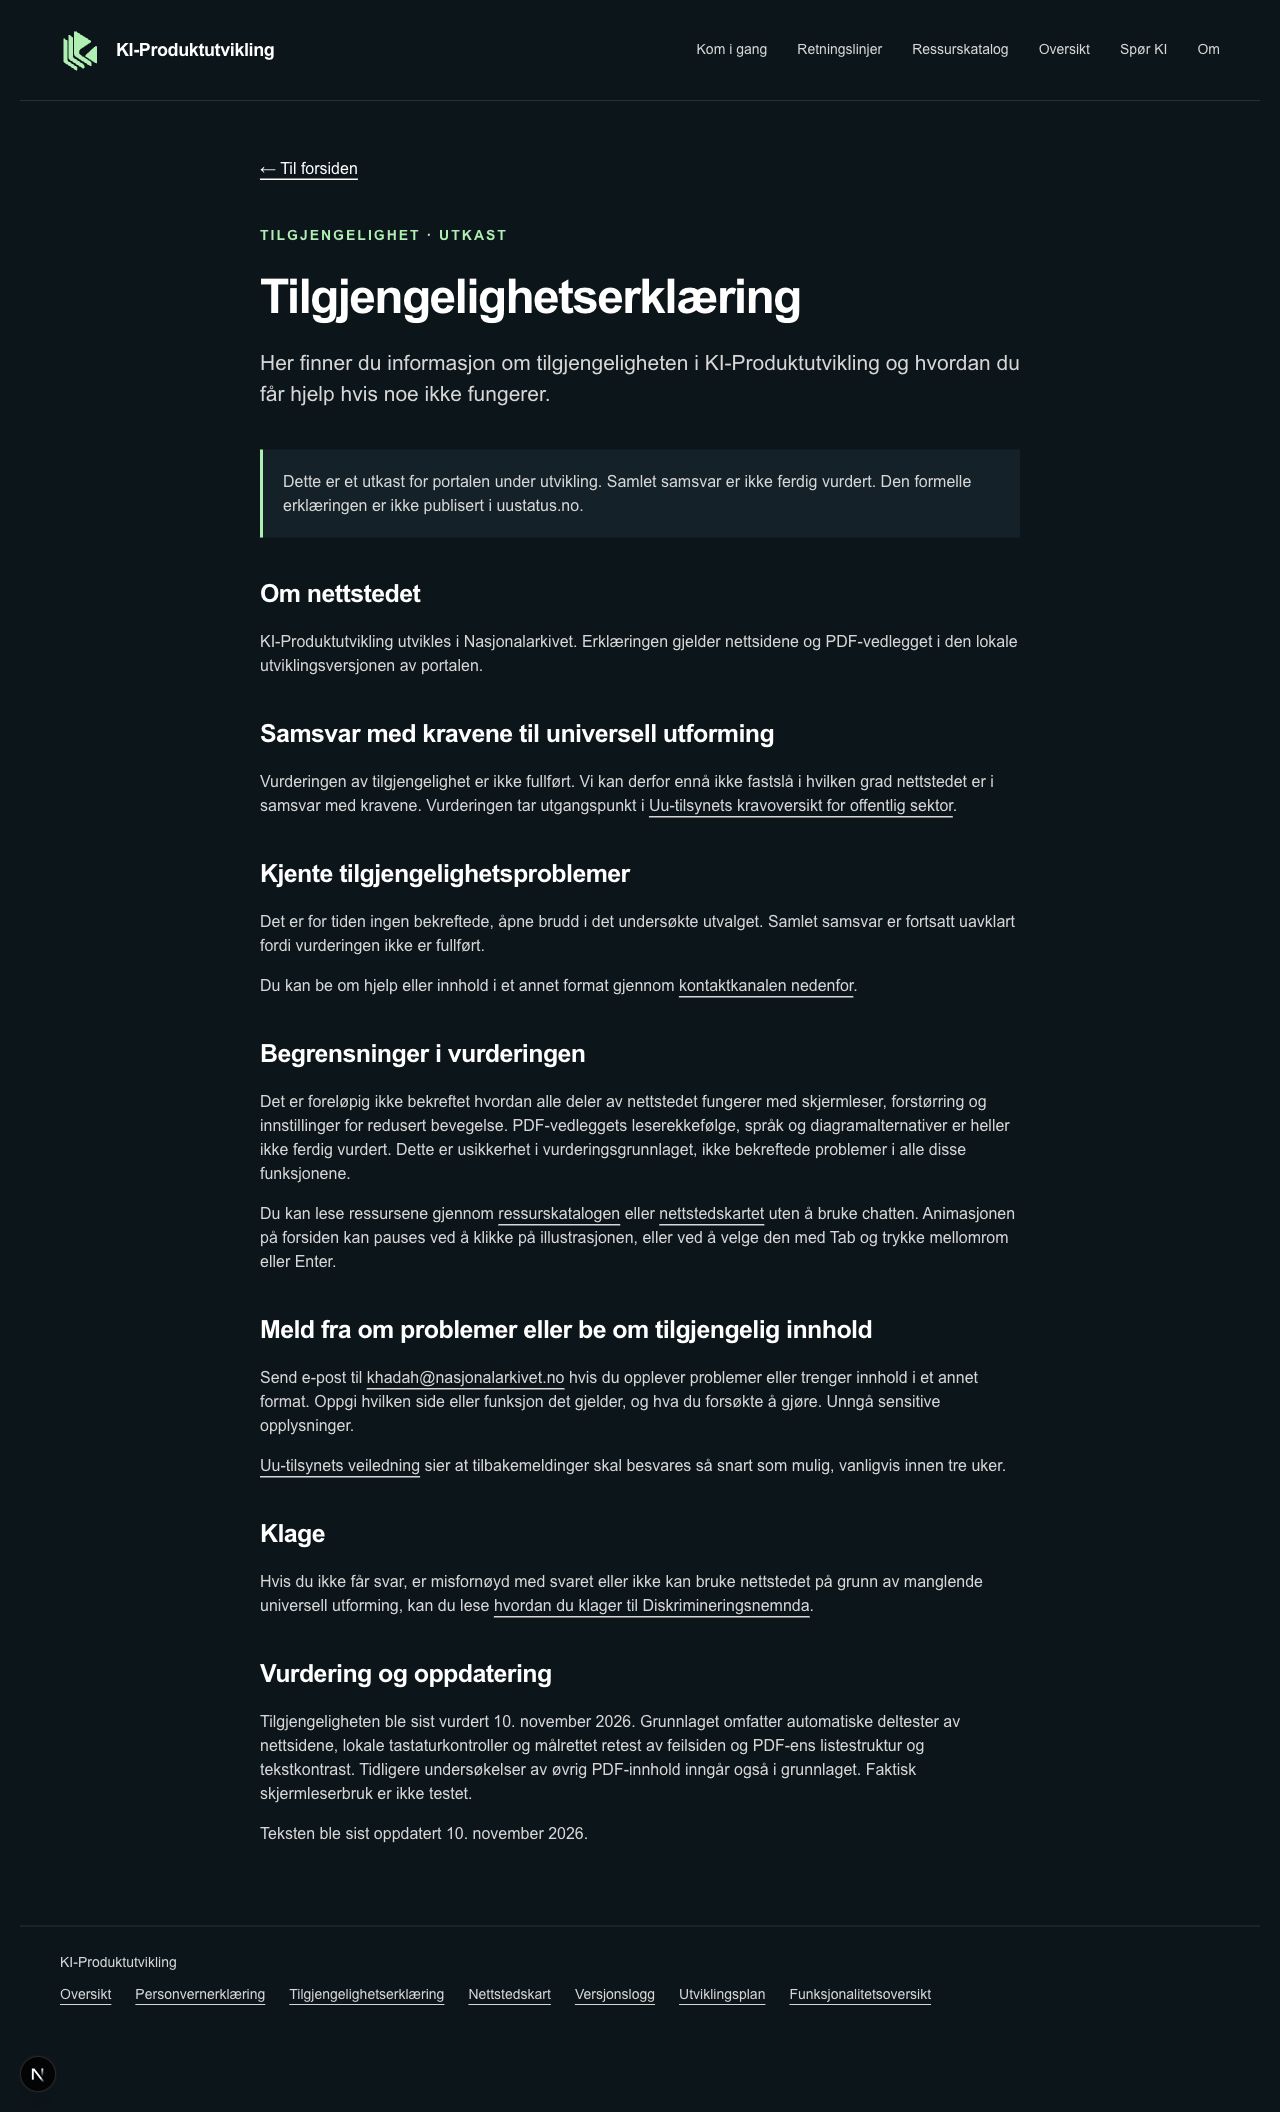 KI-Produktutvikling
Kom i gang
Retningslinjer
Ressurskatalog
Oversikt
Spør KI
Om
← Til forsiden
TILGJENGELIGHET · UTKAST
Tilgjengelighetserklæring
Her finner du informasjon om tilgjengeligheten i KI-Produktutvikling og hvordan du
får hjelp hvis noe ikke fungerer.
Dette er et utkast for portalen under utvikling. Samlet samsvar er ikke ferdig vurdert. Den formelle
erklæringen er ikke publisert i uustatus.no.
Om nettstedet
KI-Produktutvikling utvikles i Nasjonalarkivet. Erklæringen gjelder nettsidene og PDF-vedlegget i den lokale
utviklingsversjonen av portalen.
Samsvar med kravene til universell utforming
Vurderingen av tilgjengelighet er ikke fullført. Vi kan derfor ennå ikke fastslå i hvilken grad nettstedet er i
samsvar med kravene. Vurderingen tar utgangspunkt i Uu-tilsynets kravoversikt for offentlig sektor.
Kjente tilgjengelighetsproblemer
Det er for tiden ingen bekreftede, åpne brudd i det undersøkte utvalget. Samlet samsvar er fortsatt uavklart
fordi vurderingen ikke er fullført.
Du kan be om hjelp eller innhold i et annet format gjennom kontaktkanalen nedenfor.
Begrensninger i vurderingen
Det er foreløpig ikke bekreftet hvordan alle deler av nettstedet fungerer med skjermleser, forstørring og
innstillinger for redusert bevegelse. PDF-vedleggets leserekkefølge, språk og diagramalternativer er heller
ikke ferdig vurdert. Dette er usikkerhet i vurderingsgrunnlaget, ikke bekreftede problemer i alle disse
funksjonene.
Du kan lese ressursene gjennom ressurskatalogen eller nettstedskartet uten å bruke chatten. Animasjonen
på forsiden kan pauses ved å klikke på illustrasjonen, eller ved å velge den med Tab og trykke mellomrom
eller Enter.
Meld fra om problemer eller be om tilgjengelig innhold
Send e-post til khadah@nasjonalarkivet.no hvis du opplever problemer eller trenger innhold i et annet
format. Oppgi hvilken side eller funksjon det gjelder, og hva du forsøkte å gjøre. Unngå sensitive
opplysninger.
Uu-tilsynets veiledning sier at tilbakemeldinger skal besvares så snart som mulig, vanligvis innen tre uker.
Klage
Hvis du ikke får svar, er misfornøyd med svaret eller ikke kan bruke nettstedet på grunn av manglende
universell utforming, kan du lese hvordan du klager til Diskrimineringsnemnda.
Vurdering og oppdatering
Tilgjengeligheten ble sist vurdert 10. november 2026. Grunnlaget omfatter automatiske deltester av
nettsidene, lokale tastaturkontroller og målrettet retest av feilsiden og PDF-ens listestruktur og
tekstkontrast. Tidligere undersøkelser av øvrig PDF-innhold inngår også i grunnlaget. Faktisk
skjermleserbruk er ikke testet.
Teksten ble sist oppdatert 10. november 2026.
KI-Produktutvikling
Oversikt
Personvernerklæring
Tilgjengelighetserklæring
Nettstedskart
Versjonslogg
Utviklingsplan
Funksjonalitetsoversikt
N